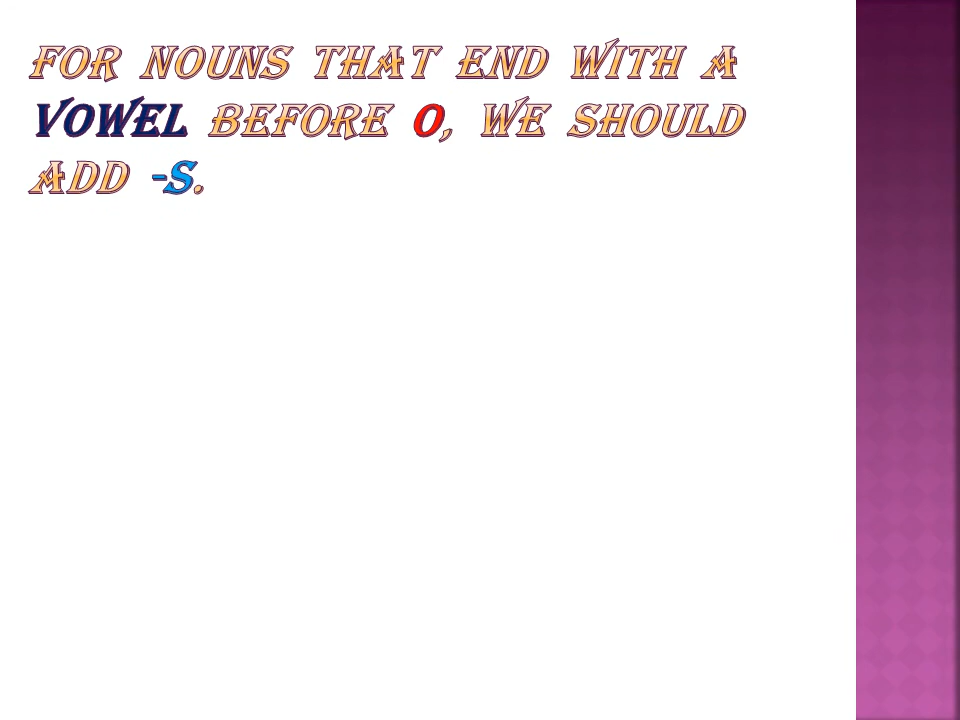 FOR NOUNS THAT END WITH A
VOWEL BEFORE O, WE SHOULD
ADD -S.